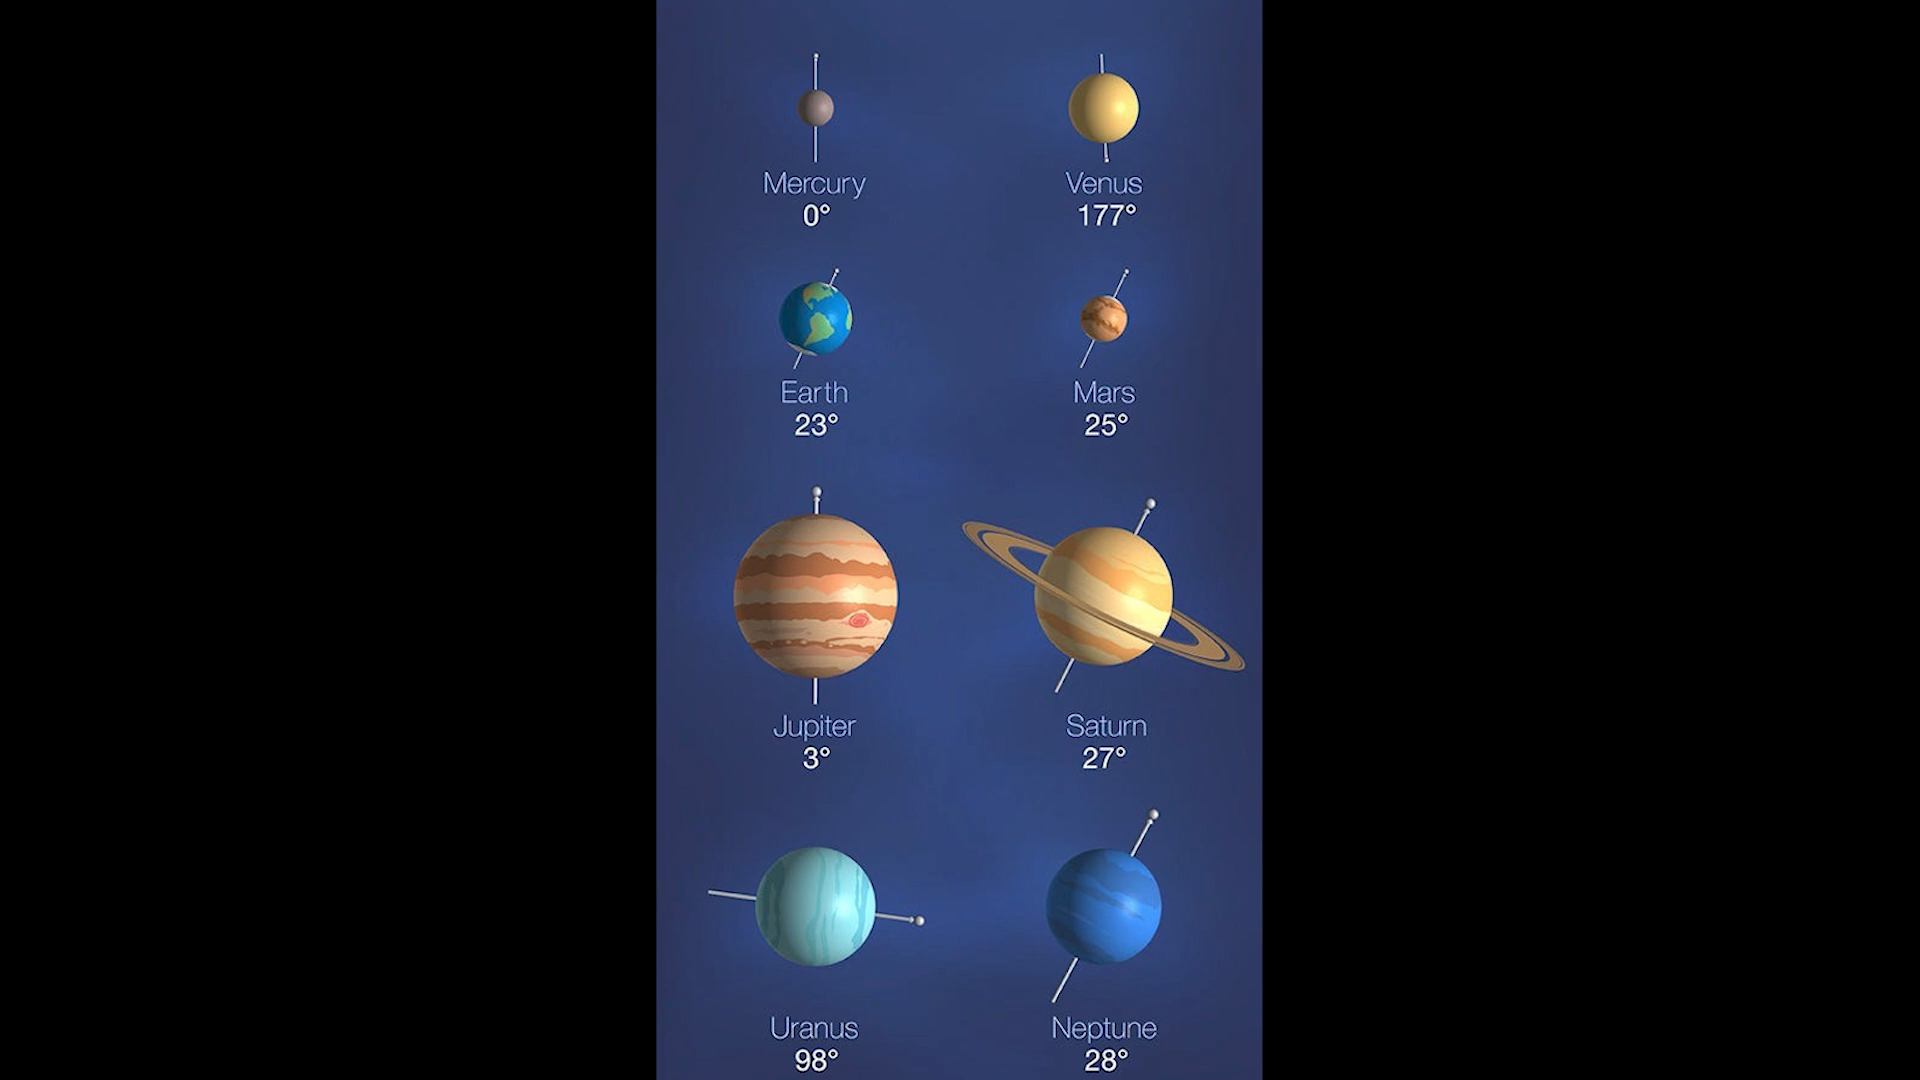 Mercury
0°
Venus
177°
Earth
23°
Mars
25°
Jupiter
3°
Saturn
27°
Uranus
98°
Neptune
28°